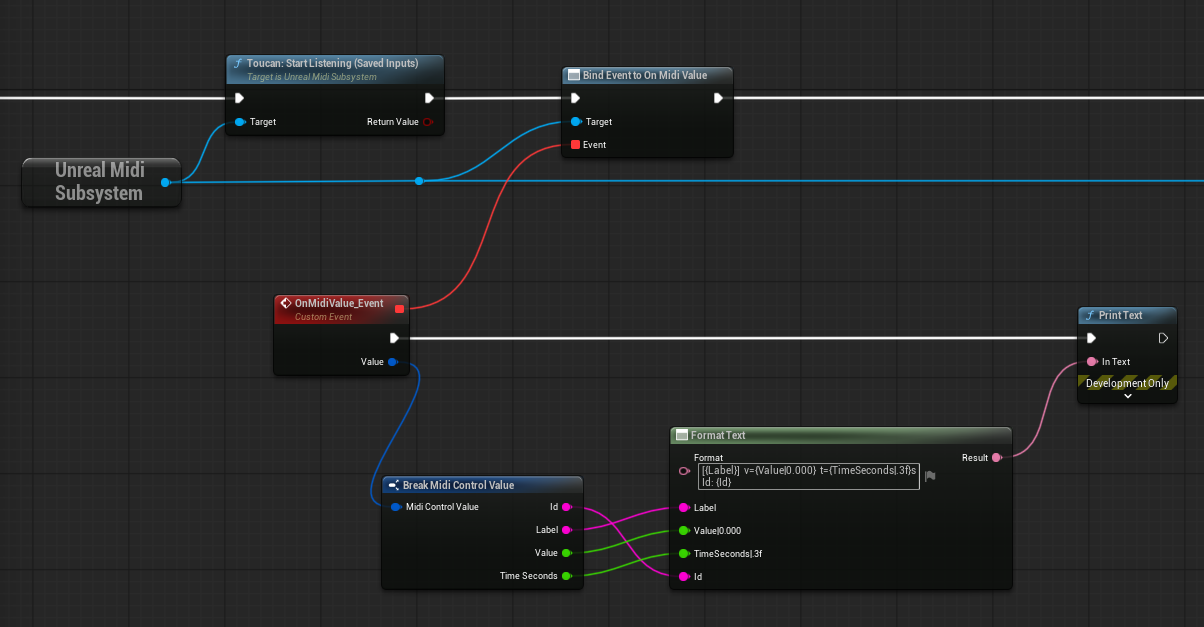 Toucan: Start Listening (Saved Inputs)
Target is Unreal Midi Subsystem
Target
Return Value
Bind Event to On Midi Value
Target
Event
Unreal Midi
Subsystem
OnMidiValue_Event
Custom Event
Value
Print Text
In Text
Development Only
Break Midi Control Value
Midi Control Value
Id
Label
Value
Time Seconds
Format Text
Format
[{Label}] v={Value|0.000} t={TimeSeconds|.3f}s
Id: {Id}
Result
Label
Value|0.000
TimeSeconds|.3f
Id